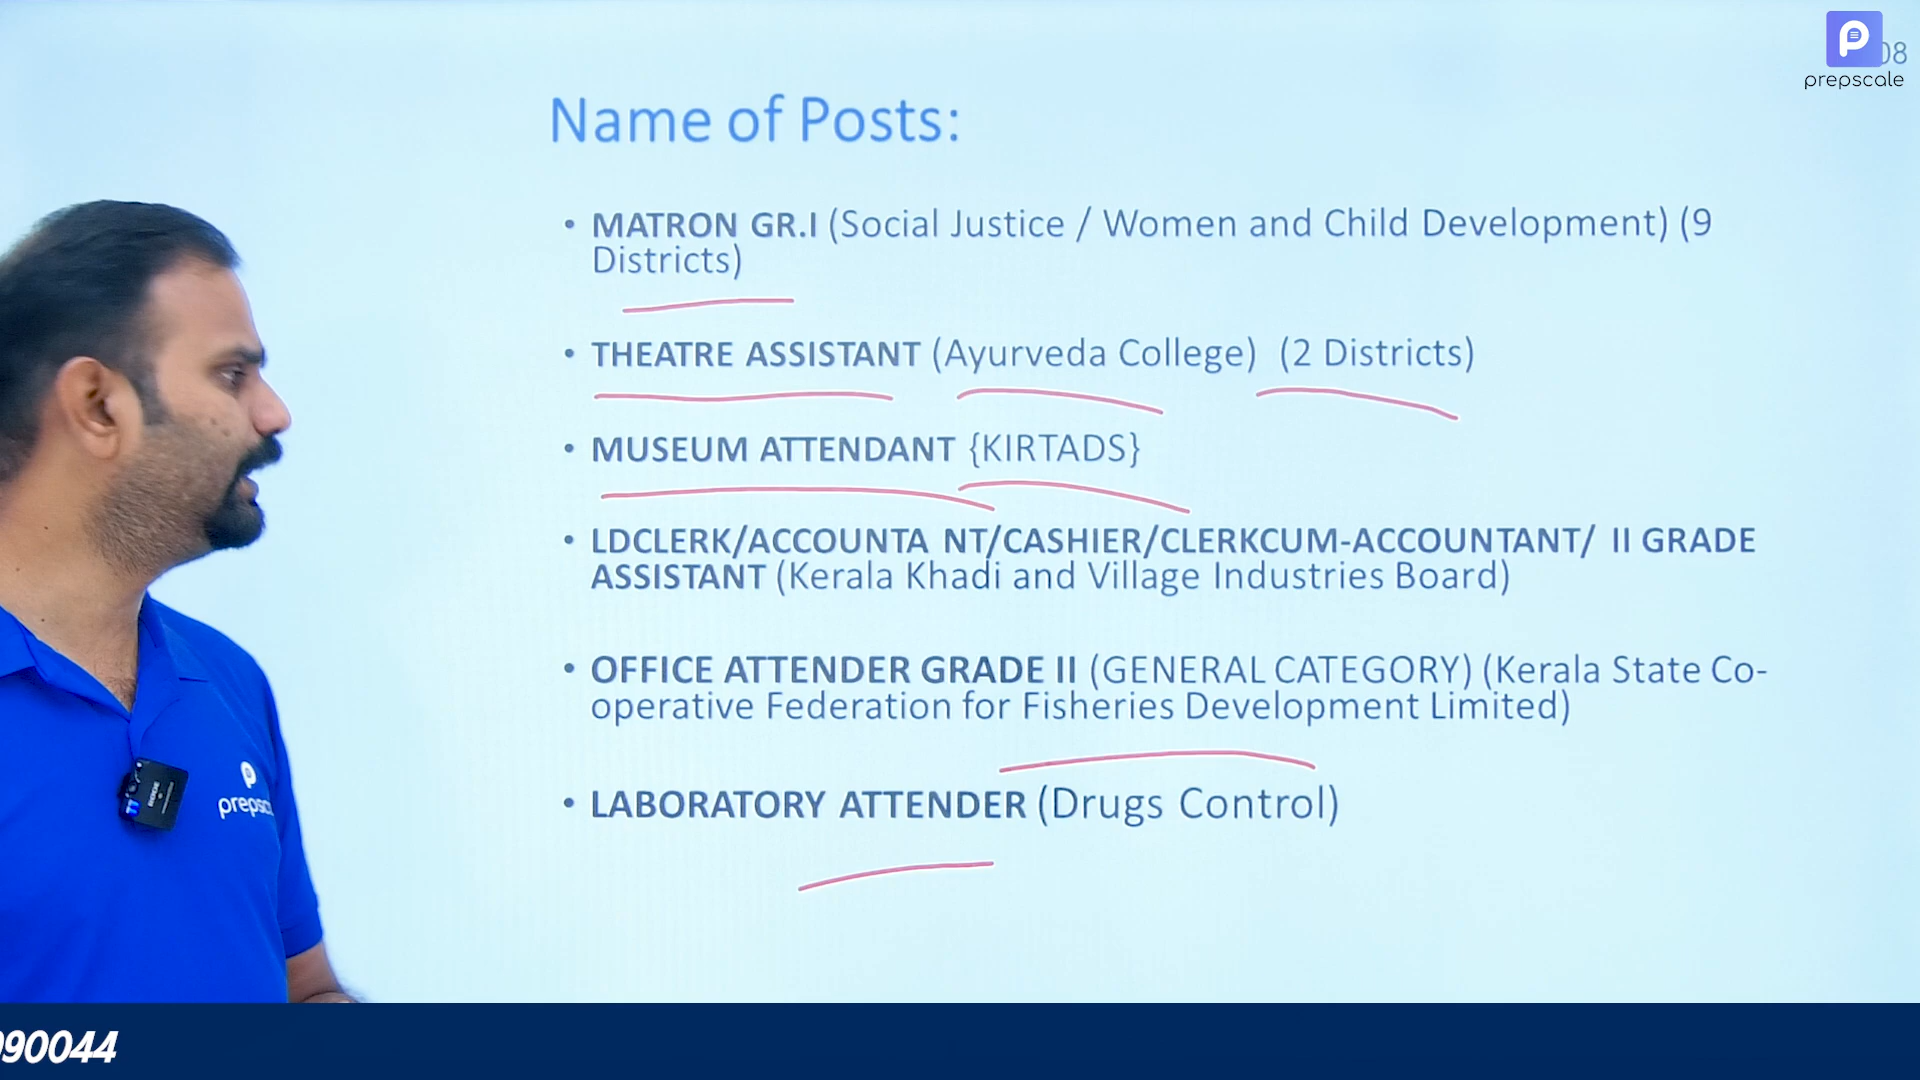 08
prepscale
Name of Posts:
• MATRON GR.I (Social Justice / Women and Child Development) (9
Districts)
• THEATRE ASSISTANT (Ayurveda College) (2 Districts)
• MUSEUM ATTENDANT {KIRTADS}
• LDCLERK/ACCOUNTA NT/CASHIER/CLERKCUM-ACCOUNTANT/ II GRADE
ASSISTANT (Kerala Khadi and Village Industries Board)
• OFFICE ATTENDER GRADE II (GENERAL CATEGORY) (Kerala State Co-
operative Federation for Fisheries Development Limited)
• LABORATORY ATTENDER (Drugs Control)
prepsc
90044